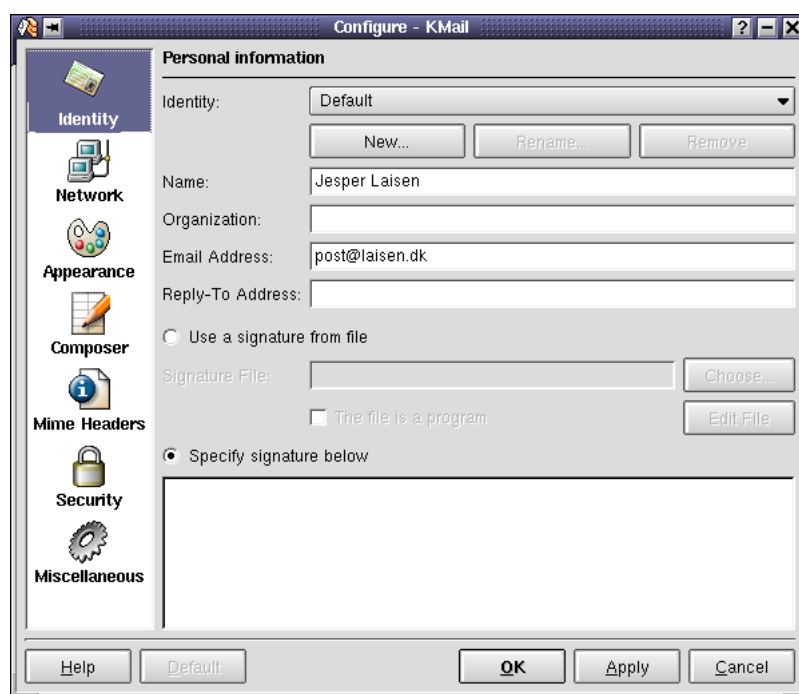 Configure - KMail
Identity
Network
Appearance
Composer
Mime Headers
Security
Miscellaneous
Personal information
Identity: Default
New... Rename... Remove
Name: Jesper Laisen
Organization:
Email Address: post@laisen.dk
Reply-To Address:
Use a signature from file
Signature File: Choose...
The file is a program Edit File
Specify signature below
Help Default OK Apply Cancel